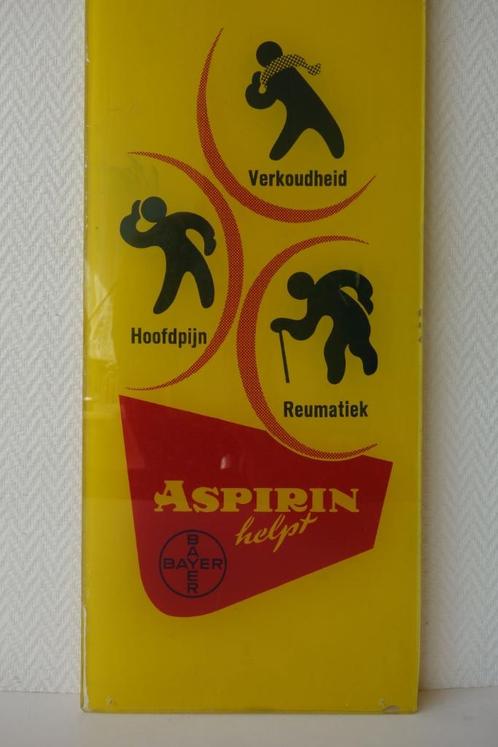 Verkoudheid
Hoofdpijn
Reumatiek
ASPIRIN
helpt
BAYER
BAYER